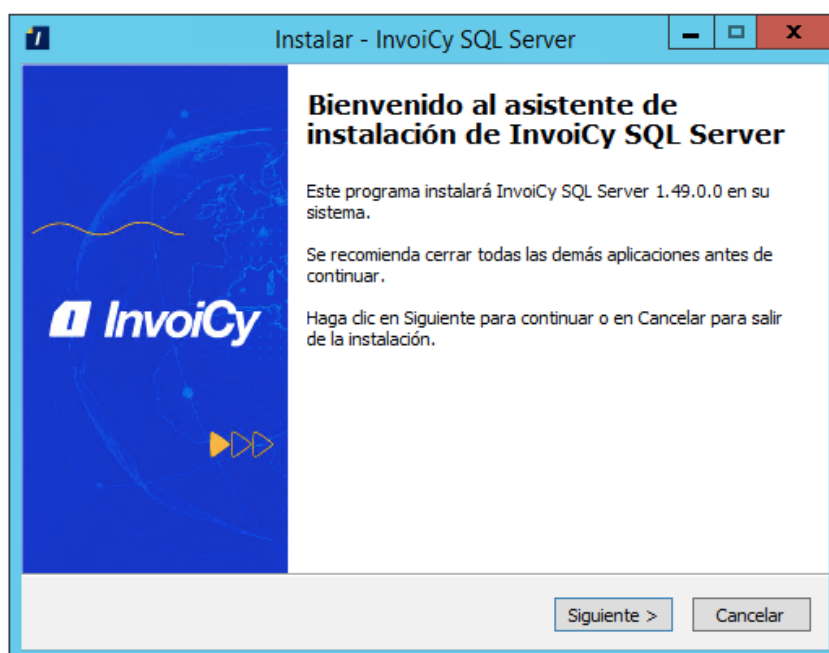 Instalar - InvoiCy SQL Server
Bienvenido al asistente de
instalación de InvoiCy SQL Server
Este programa instalará InvoiCy SQL Server 1.49.0.0 en su
sistema.
Se recomienda cerrar todas las demás aplicaciones antes de
continuar.
Haga clic en Siguiente para continuar o en Cancelar para salir
de la instalación.
InvoiCy
Siguiente >
Cancelar